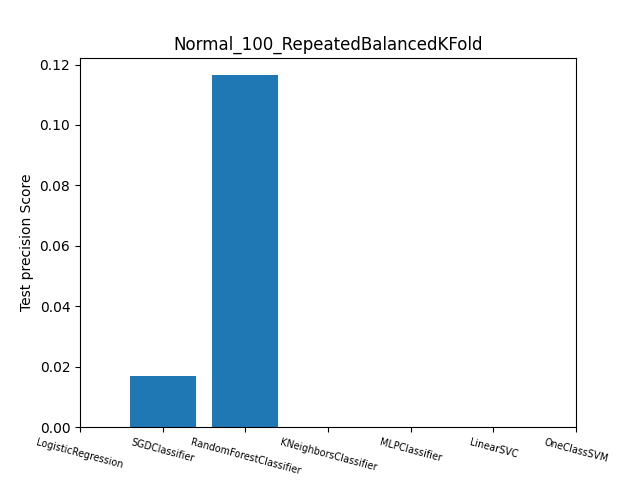 Normal_100_RepeatedBalancedKFold
Test precision Score
0.12
0.10
0.08
0.06
0.04
0.02
0.00
LogisticRegression
SGDClassifier
RandomForestClassifier
KNeighborsClassifier
MLPClassifier
LinearSVC
OneClassSVM